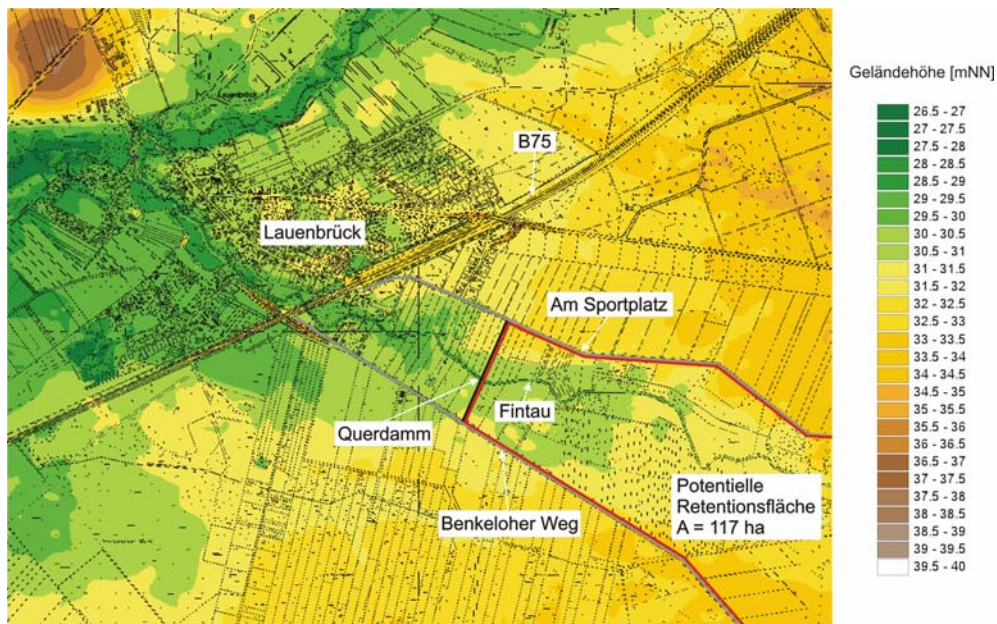 Geländehöhe [mNN]
26.5 - 27
27 - 27.5
27.5 - 28
28 - 28.5
28.5 - 29
29 - 29.5
29.5 - 30
30 - 30.5
30.5 - 31
31 - 31.5
31.5 - 32
32 - 32.5
32.5 - 33
33 - 33.5
33.5 - 34
34 - 34.5
34.5 - 35
35 - 35.5
35.5 - 36
36 - 36.5
36.5 - 37
37 - 37.5
37.5 - 38
38 - 38.5
38.5 - 39
39 - 39.5
39.5 - 40
Lauenbrück
B75
Lauenbrück
Am Sportplatz
Querdamm
Fintau
Benkeloher Weg
Potentielle
Retentionsfläche
A = 117 ha